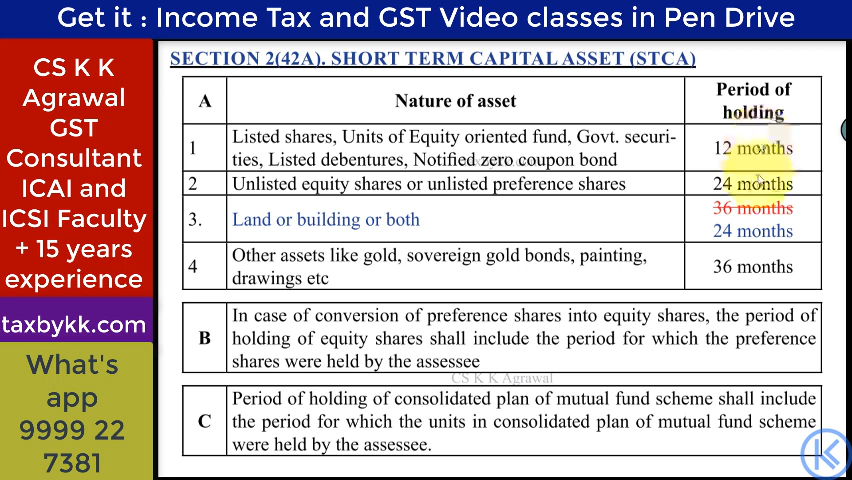 Get it : Income Tax and GST Video classes in Pen Drive
CS K K
Agrawal
GST
Consultant
ICAI and
ICSI Faculty
+ 15 years
experience
taxbykk.com
What's
app
9999 22
7381
SECTION 2(42A). SHORT TERM CAPITAL ASSET (STCA)
A Nature of asset Period of
holding
1 Listed shares, Units of Equity oriented fund, Govt. securi-
ties, Listed debentures, Notified zero coupon bond 12 months
2 Unlisted equity shares or unlisted preference shares 24 months
3. Land or building or both 36 months
24 months
4 Other assets like gold, sovereign gold bonds, painting,
drawings etc 36 months
B In case of conversion of preference shares into equity shares, the period of
holding of equity shares shall include the period for which the preference
shares were held by the assessee
CS K K Agrawal
C Period of holding of consolidated plan of mutual fund scheme shall include
the period for which the units in consolidated plan of mutual fund scheme
were held by the assessee.
K